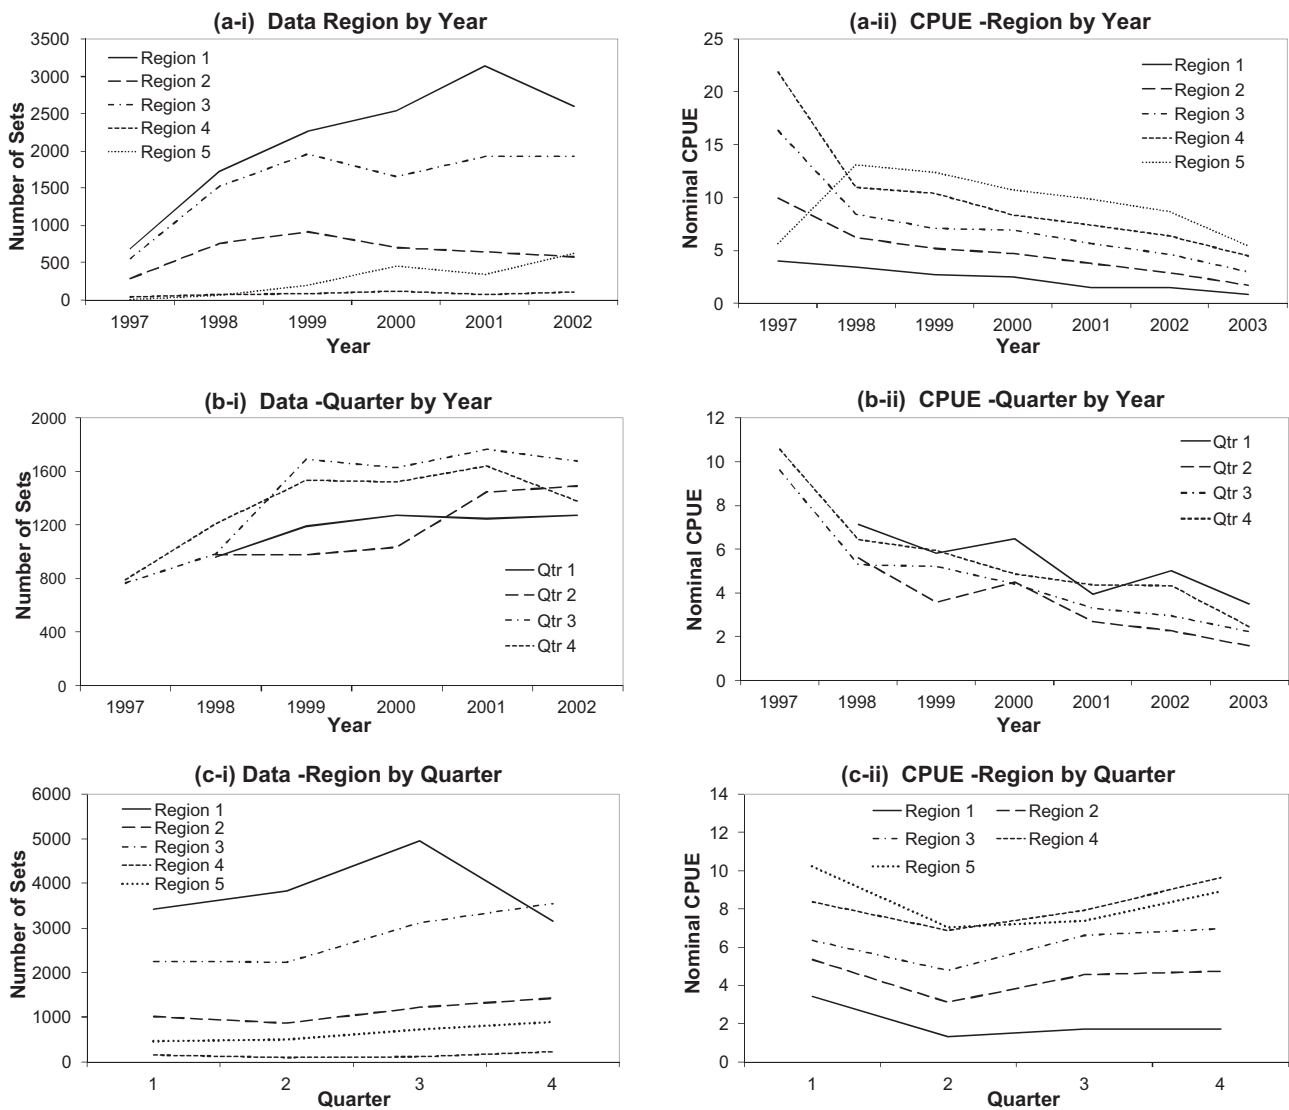 (a-i) Data Region by Year
3500
3000
2500
2000
1500
1000
500
0
Number of Sets
Region 1
Region 2
Region 3
Region 4
Region 5
1997 1998 1999 2000 2001 2002
Year
(a-ii) CPUE -Region by Year
25
20
15
10
5
0
Nominal CPUE
Region 1
Region 2
Region 3
Region 4
Region 5
1997 1998 1999 2000 2001 2002 2003
Year
(b-i) Data -Quarter by Year
2000
1600
1200
800
400
0
Number of Sets
Qtr 1
Qtr 2
Qtr 3
Qtr 4
1997 1998 1999 2000 2001 2002
Year
(b-ii) CPUE -Quarter by Year
12
10
8
6
4
2
0
Nominal CPUE
Qtr 1
Qtr 2
Qtr 3
Qtr 4
1997 1998 1999 2000 2001 2002 2003
Year
(c-i) Data -Region by Quarter
6000
5000
4000
3000
2000
1000
0
Number of Sets
Region 1
Region 2
Region 3
Region 4
Region 5
1 2 3 4
Quarter
(c-ii) CPUE -Region by Quarter
14
12
10
8
6
4
2
0
Nominal CPUE
Region 1 Region 2
Region 3 Region 4
Region 5
1 2 3 4
Quarter